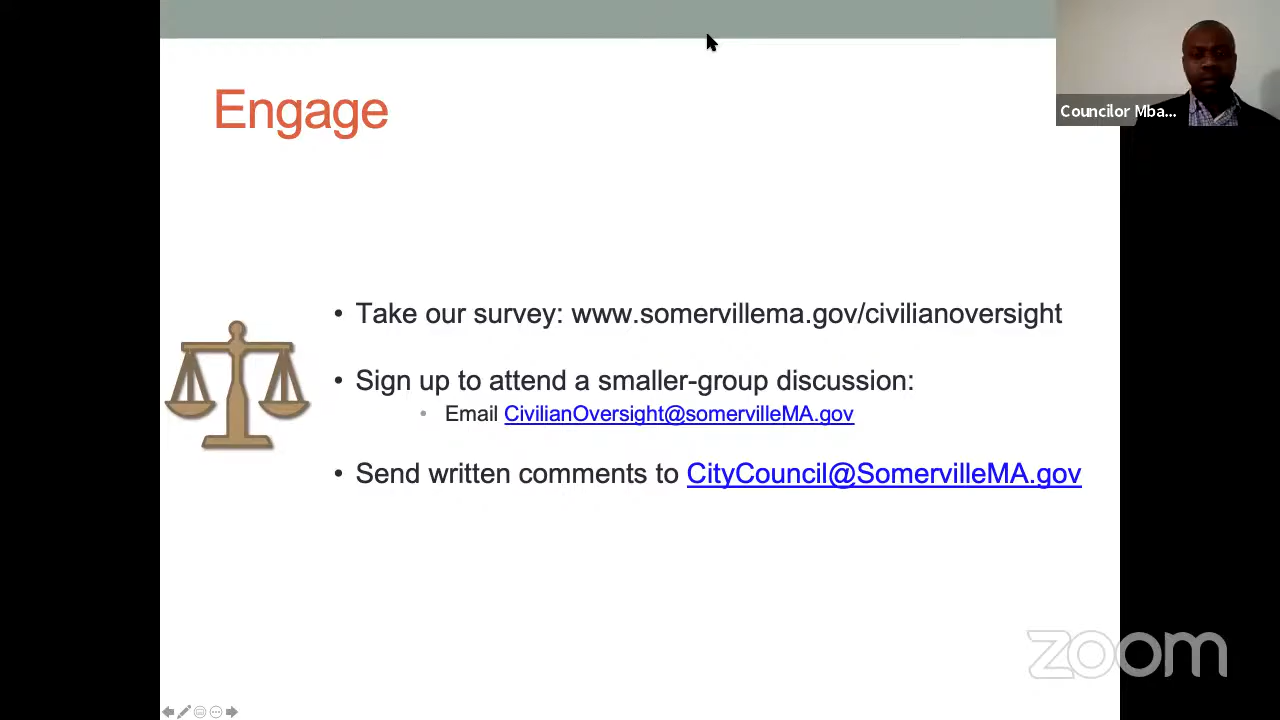 Engage
Councilor Mba...
• Take our survey: www.somervillema.gov/civilianoversight
• Sign up to attend a smaller-group discussion:
• Email CivilianOversight@somervilleMA.gov
• Send written comments to CityCouncil@SomervilleMA.gov
zoom